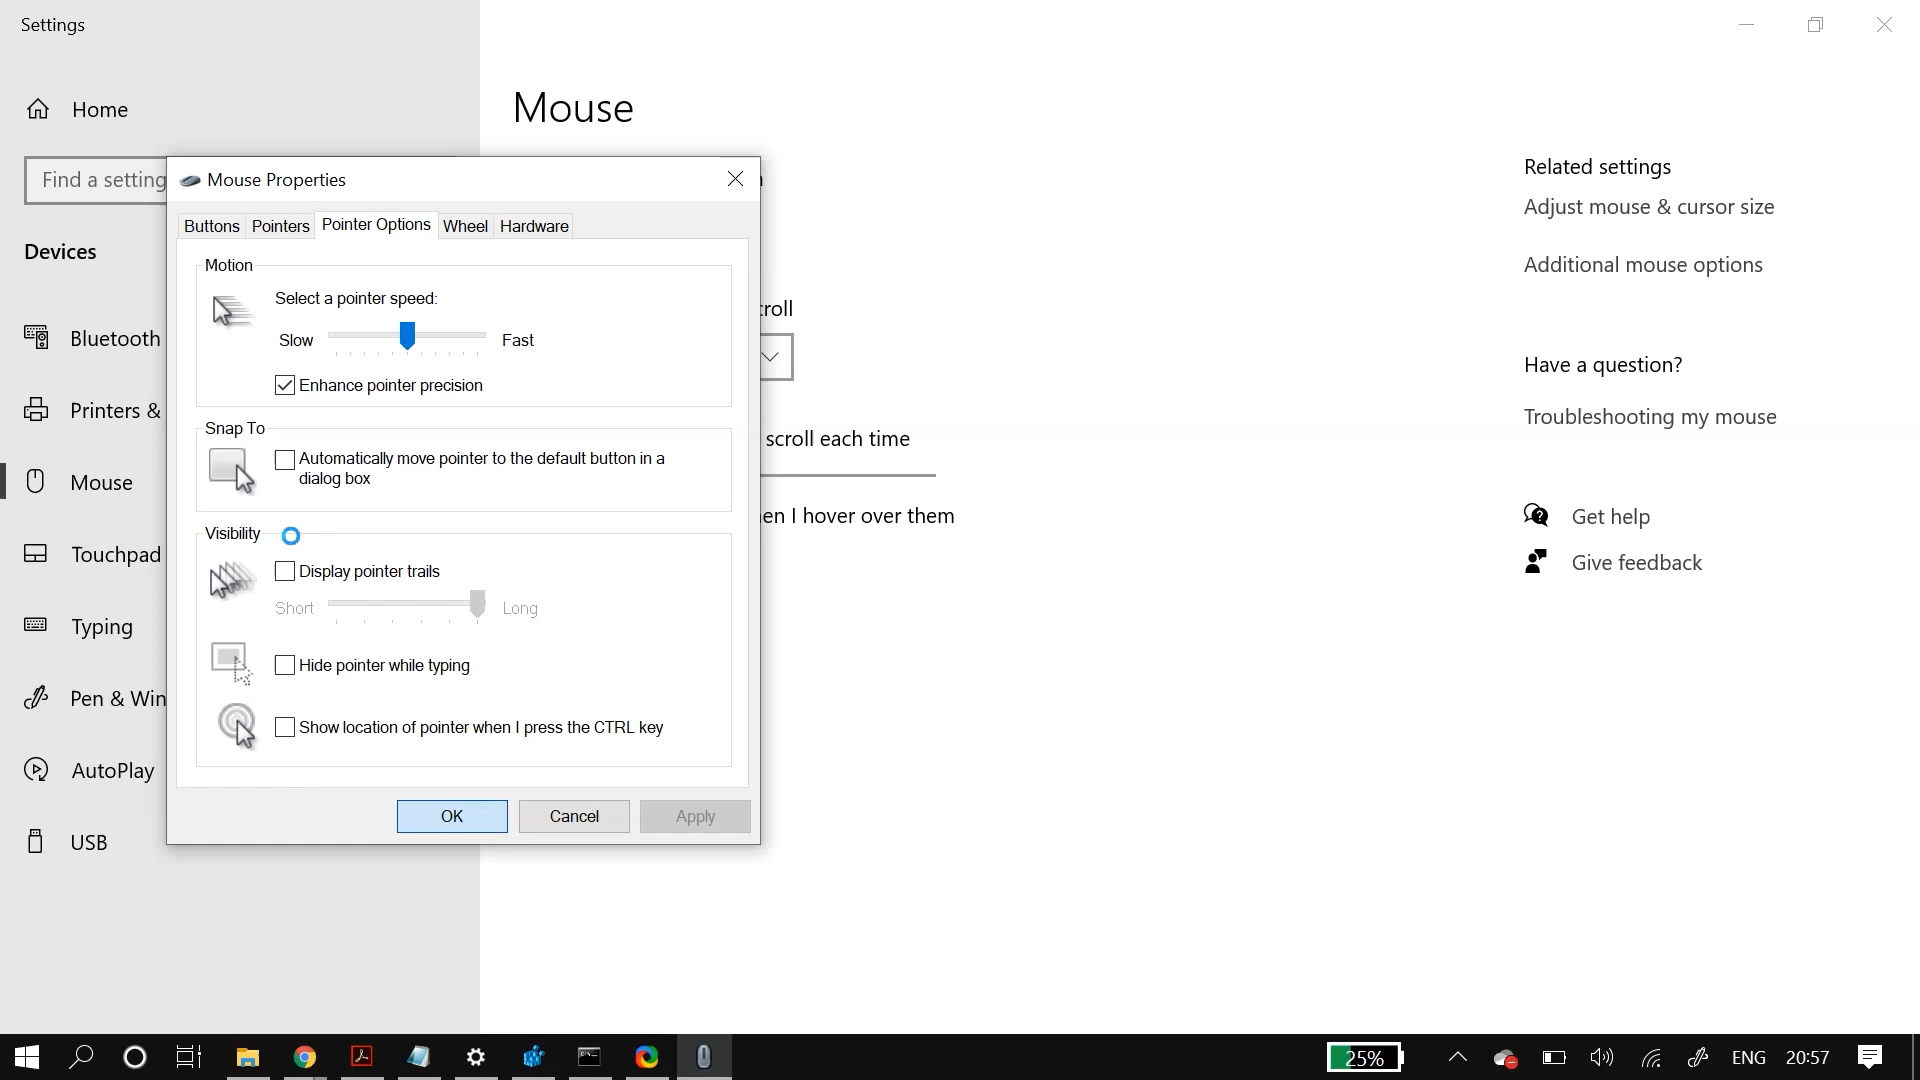 Settings
Home
Find a setting
Devices
Bluetooth
Printers &
Mouse
Touchpad
Typing
Pen & Win
AutoPlay
USB
Mouse
Mouse Properties
Buttons Pointers Pointer Options Wheel Hardware
Motion
Select a pointer speed:
Slow Fast
Enhance pointer precision
Snap To
Automatically move pointer to the default button in a
dialog box
Visibility
Display pointer trails
Short Long
Hide pointer while typing
Show location of pointer when I press the CTRL key
OK Cancel Apply
croll
scroll each time
en I hover over them
Related settings
Adjust mouse & cursor size
Additional mouse options
Have a question?
Troubleshooting my mouse
Get help
Give feedback
25% ENG 20:57